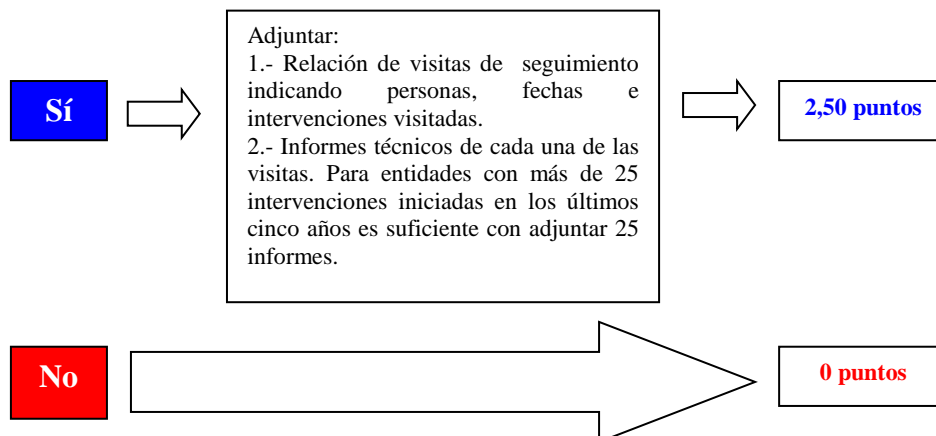 Sí
Adjuntar:
1.- Relación de visitas de seguimiento
indicando personas, fechas e
intervenciones visitadas.
2.- Informes técnicos de cada una de las
visitas. Para entidades con más de 25
intervenciones iniciadas en los últimos
cinco años es suficiente con adjuntar 25
informes.
2,50 puntos
No
0 puntos